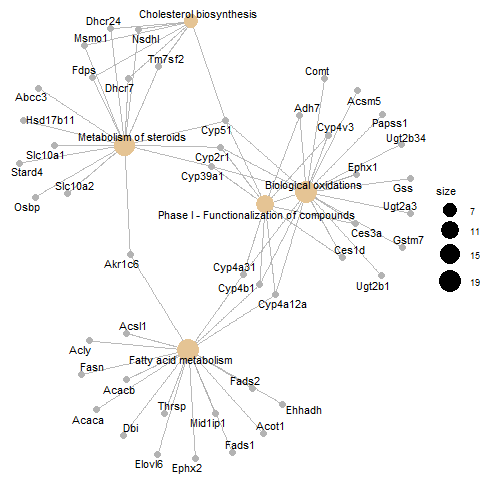 Cholesterol biosynthesis
Dhcr24
Msmo1
Nsdhl
Fdps
Tm7sf2
Dhcr7
Abcc3
Hsd17b11
Metabolism of steroids
Slc10a1
Stard4
Slc10a2
Osbp
Cyp51
Cyp2r1
Cyp39a1
Comt
Adh7
Acsm5
Cyp4v3
Papss1
Ugt2b34
Ephx1
Biological oxidations
Gss
Phase I - Functionalization of compounds
Ugt2a3
Ces3a
Gstm7
Ces1d
Ugt2b1
Akr1c6
Cyp4a31
Cyp4b1
Cyp4a12a
Acsl1
Acly
Fatty acid metabolism
Fasn
Acacb
Fads2
Acaca
Thrsp
Mid1ip1
Ehhadh
Dbi
Acot1
Elovl6
Ephx2
Fads1
size
7
11
15
19